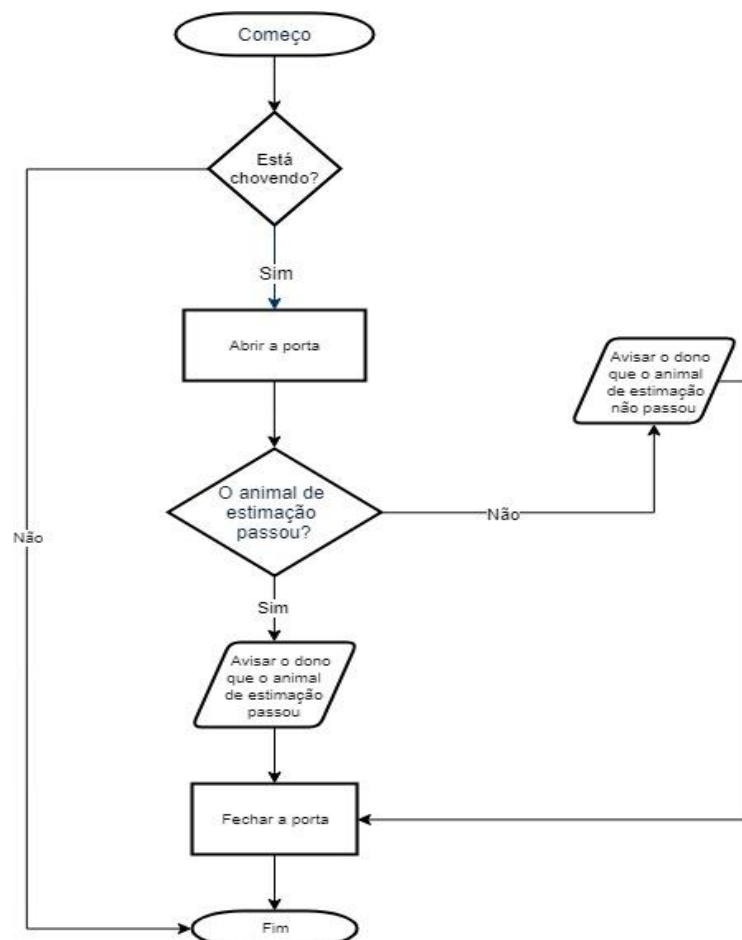 Começo
Está
chovendo?
Sim
Abrir a porta
Avisar o dono
que o animal
de estimação
não passou
O animal de
estimação
passou?
Não
Não
Sim
Avisar o dono
que o animal
de estimação
passou
Fechar a porta
Fim